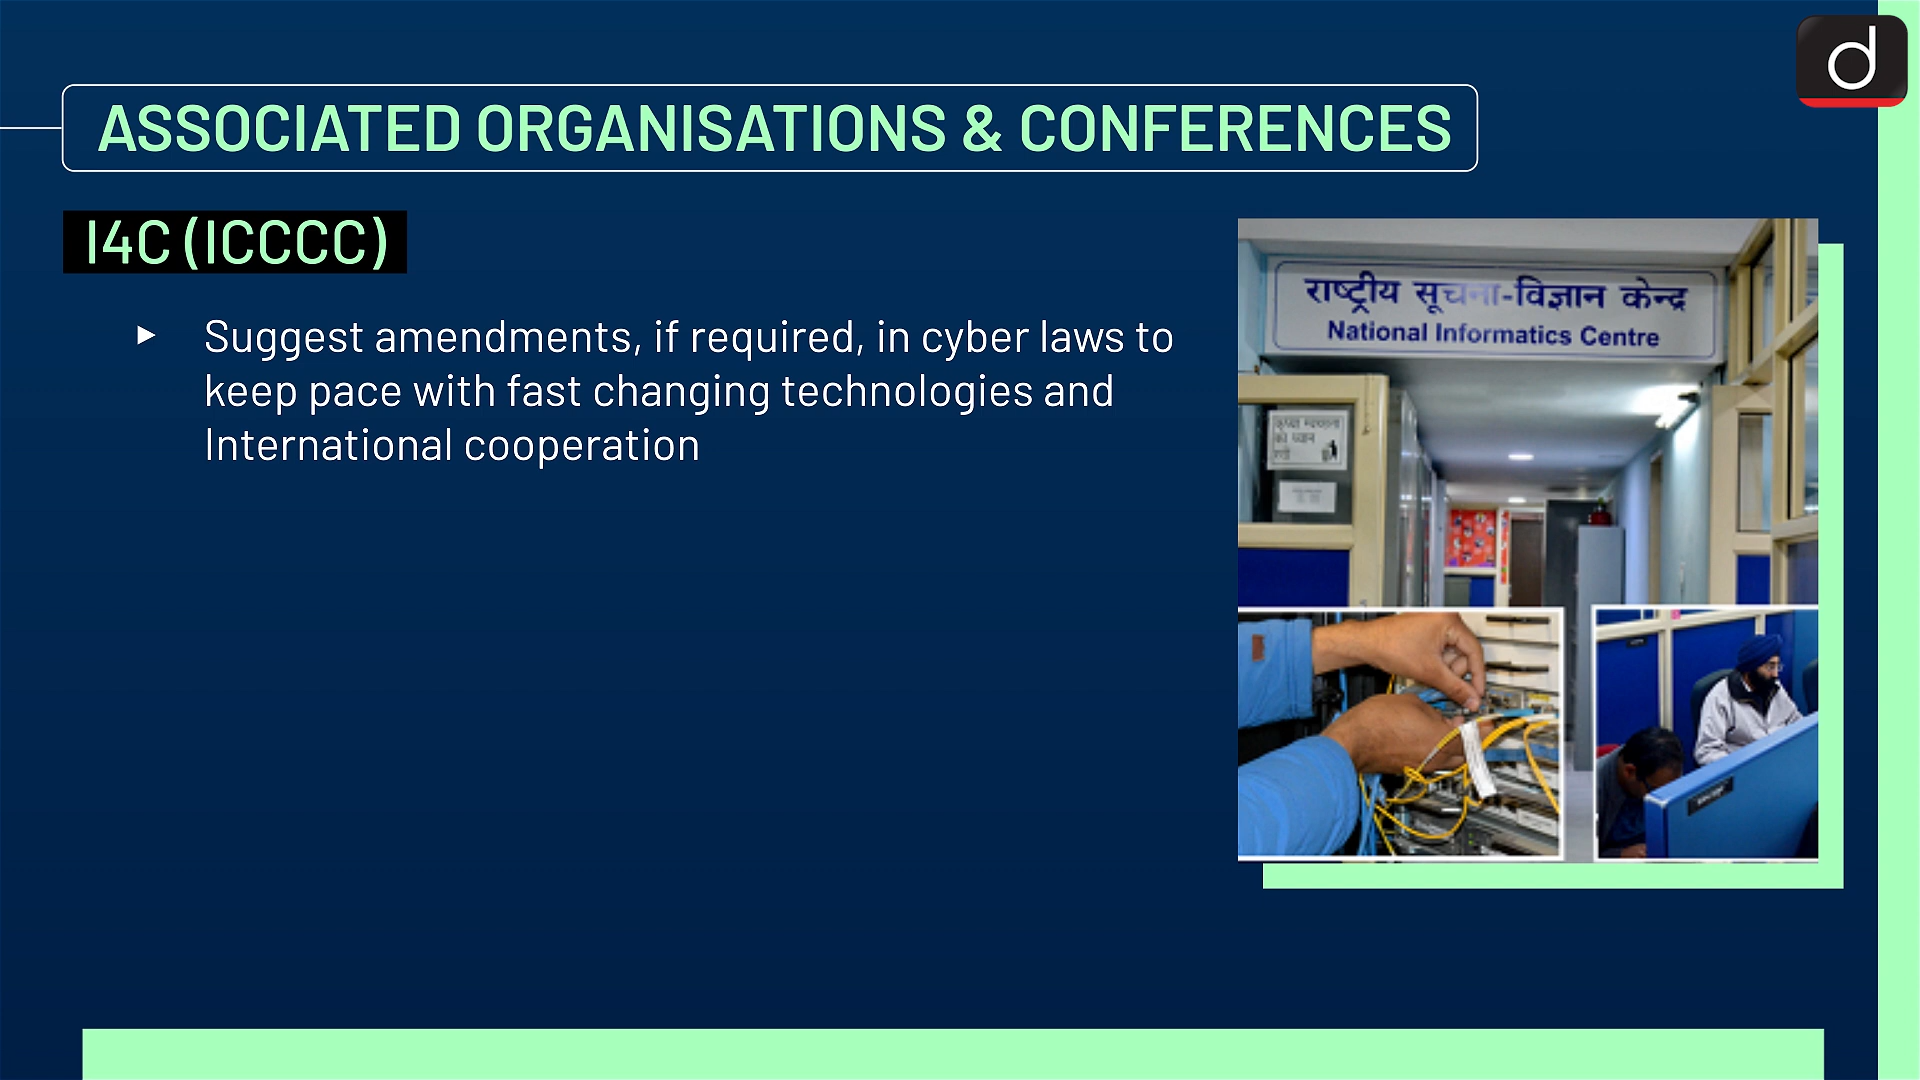 d
ASSOCIATED ORGANISATIONS & CONFERENCES
I4C (ICCCC)
Suggest amendments, if required, in cyber laws to
keep pace with fast changing technologies and
International cooperation
राष्ट्रीय सूचना-विज्ञान केन्द्र
National Informatics Centre